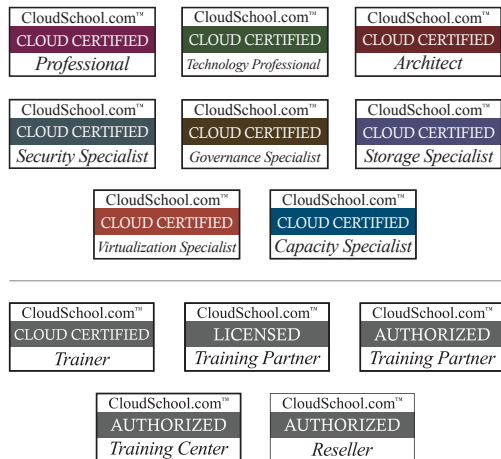 CloudSchool.com™
CLOUD CERTIFIED
Professional
CloudSchool.com™
CLOUD CERTIFIED
Technology Professional
CloudSchool.com™
CLOUD CERTIFIED
Architect
CloudSchool.com™
CLOUD CERTIFIED
Security Specialist
CloudSchool.com™
CLOUD CERTIFIED
Governance Specialist
CloudSchool.com™
CLOUD CERTIFIED
Storage Specialist
CloudSchool.com™
CLOUD CERTIFIED
Virtualization Specialist
CloudSchool.com™
CLOUD CERTIFIED
Capacity Specialist
CloudSchool.com™
CLOUD CERTIFIED
Trainer
CloudSchool.com™
LICENSED
Training Partner
CloudSchool.com™
AUTHORIZED
Training Partner
CloudSchool.com™
AUTHORIZED
Training Center
CloudSchool.com™
AUTHORIZED
Reseller